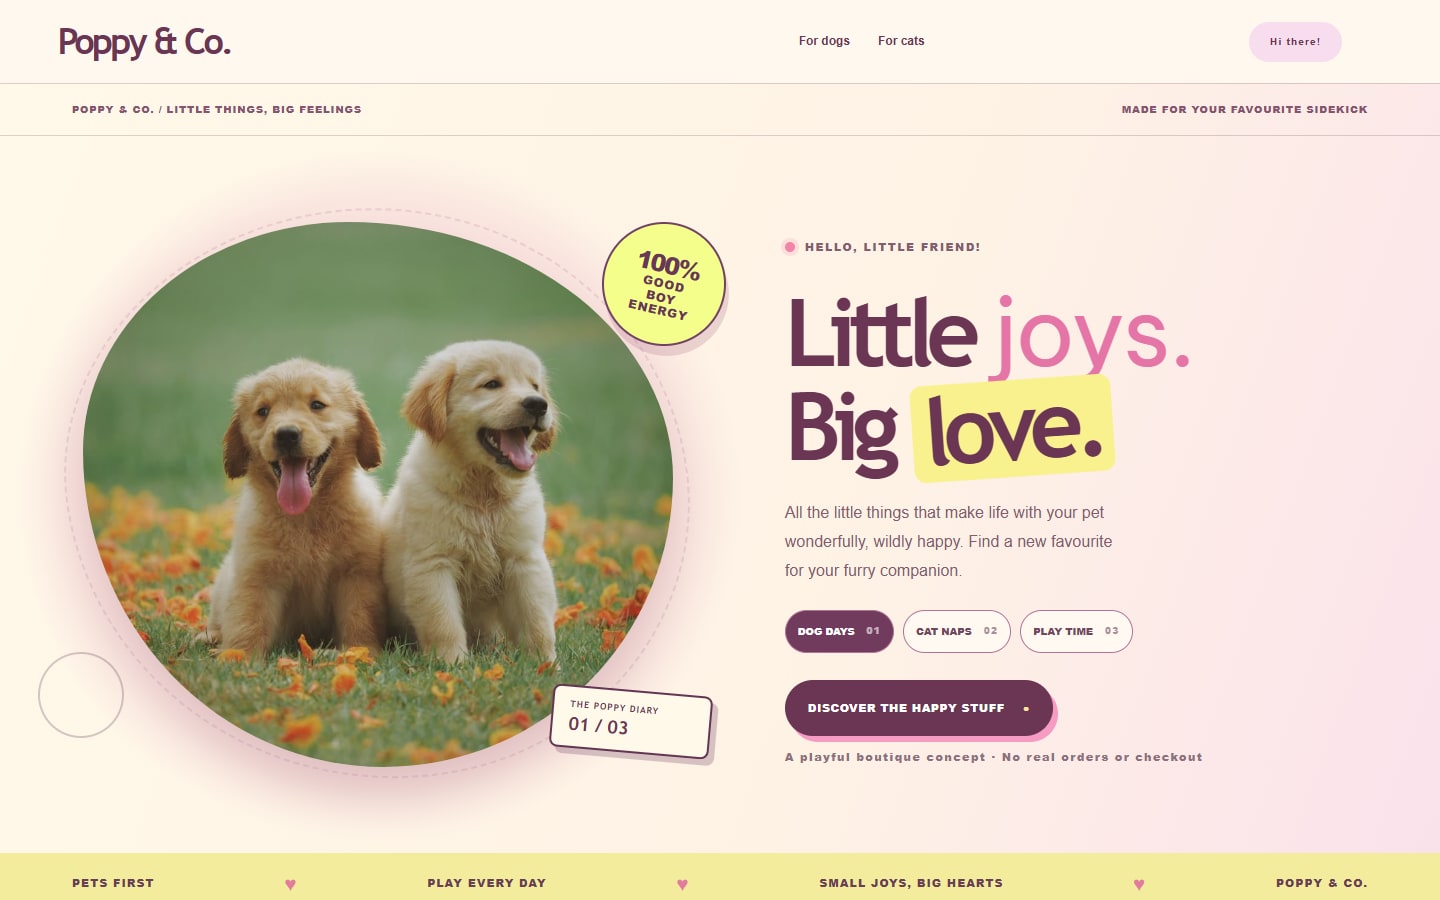 Poppy & Co.
For dogs
For cats
Hi there!
POPPY & CO. / LITTLE THINGS, BIG FEELINGS
MADE FOR YOUR FAVOURITE SIDEKICK
100%
GOOD
BOY
ENERGY
THE POPPY DIARY
01 / 03
HELLO, LITTLE FRIEND!
Little joys.
Big love.
All the little things that make life with your pet
wonderfully, wildly happy. Find a new favourite
for your furry companion.
DOG DAYS 01
CAT NAPS 02
PLAY TIME 03
DISCOVER THE HAPPY STUFF
A playful boutique concept · No real orders or checkout
PETS FIRST ♥ PLAY EVERY DAY ♥ SMALL JOYS, BIG HEARTS ♥ POPPY & CO.